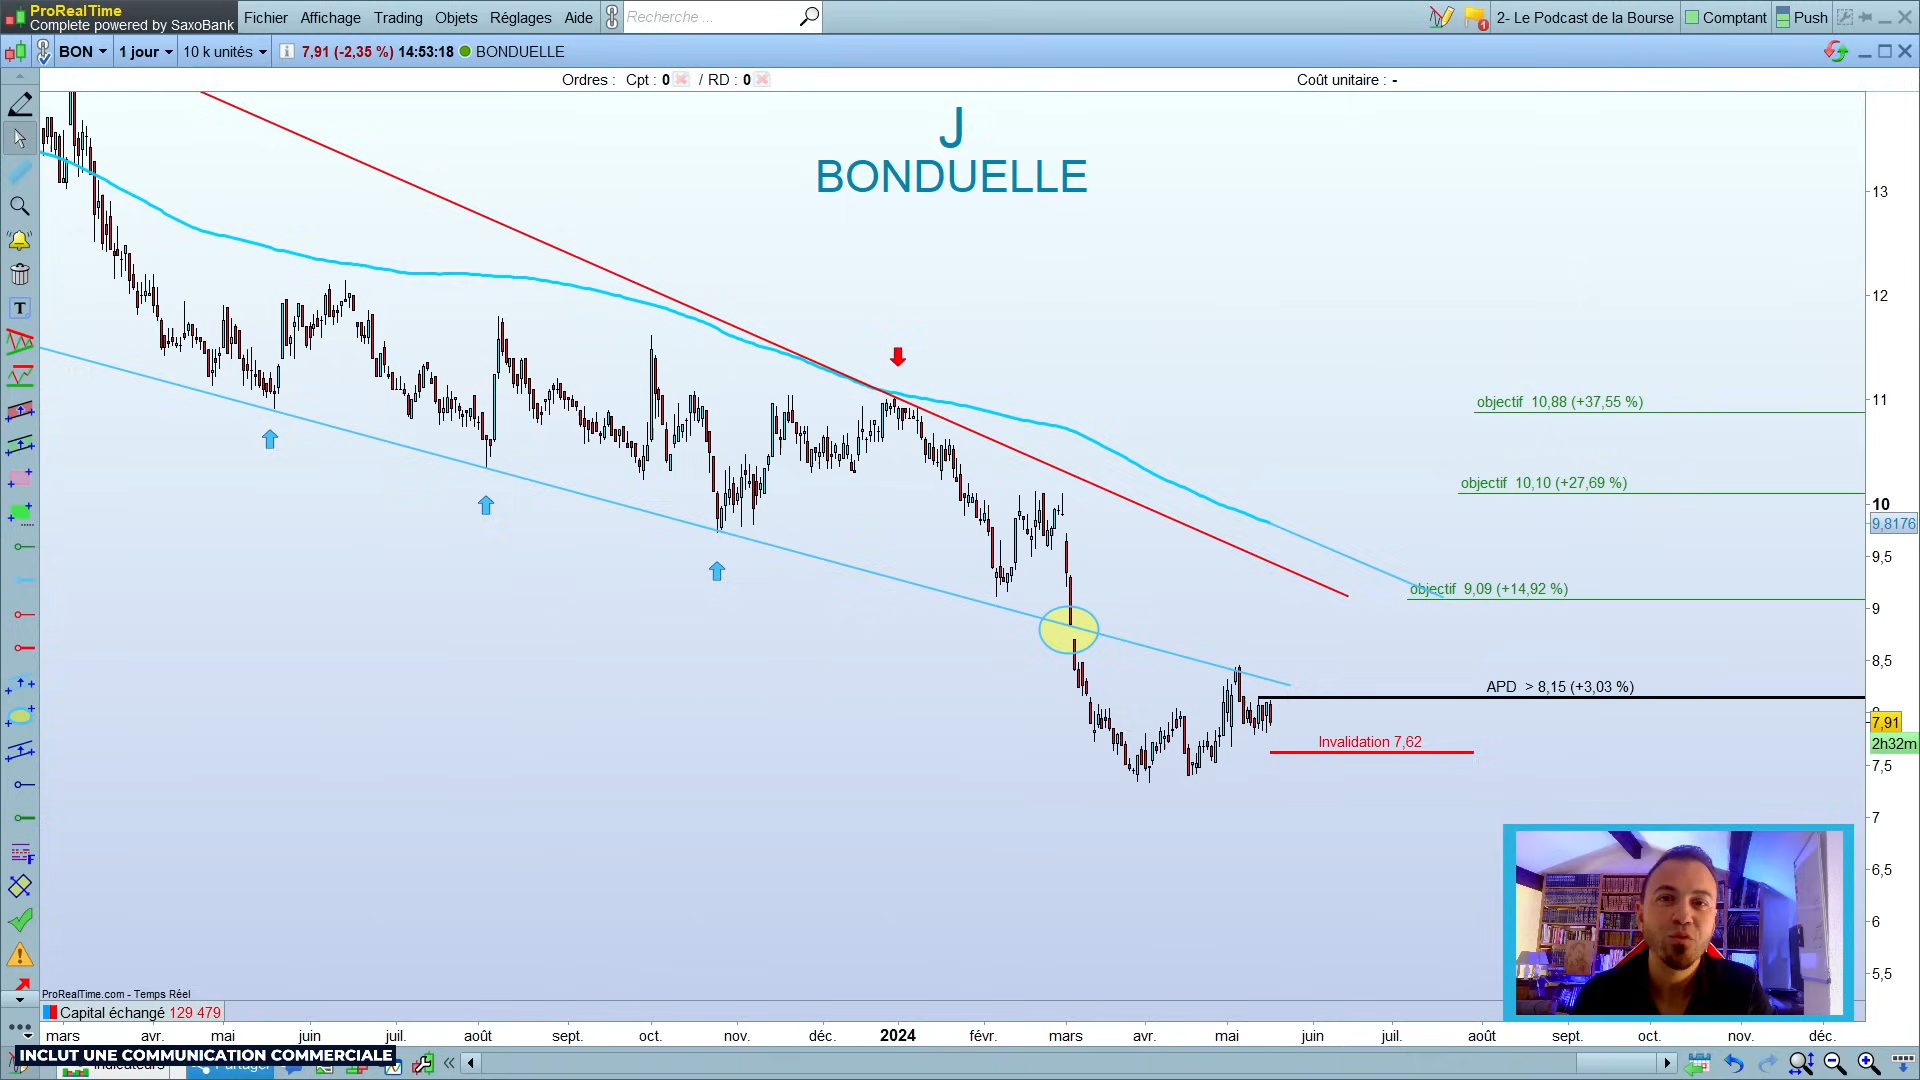 ProRealTime
Complete powered by SaxoBank
Fichier Affichage Trading Objets Réglages Aide Recherche ... 2- Le Podcast de la Bourse Comptant Push
BON 1 jour 10 k unités 7,91 (-2,35 %) 14:53:18 BONDUELLE
Ordres : Cpt : 0 / RD : 0 Coût unitaire : -
J
BONDUELLE
13
12
objectif 10,88 (+37,55 %)
11
objectif 10,10 (+27,69 %)
10
9,8176
9,5
objectif 9,09 (+14,92 %)
9
8,5
APD > 8,15 (+3,03 %)
7,91
Invalidation 7,62
2h32m
7,5
7
6,5
6
5,5
ProRealTime.com - Temps Réel
Capital échangé 129 479
mars avr. mai juin juil. août sept. oct. nov. déc. 2024 févr. mars avr. mai juin juil. août sept. oct. nov. déc.
INCLUT UNE COMMUNICATION COMMERCIALE